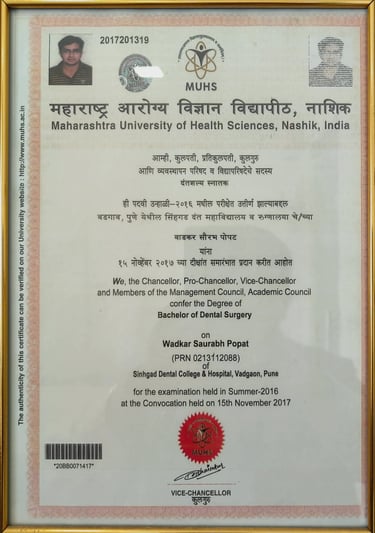 2017201319
MUHS
महाराष्ट्र आरोग्य विज्ञान विद्यापीठ, नाशिक
Maharashtra University of Health Sciences, Nashik, India
आम्ही, कुलपती, प्रतिकुलपती, कुलगुरु
आणि व्यवस्थापन परिषद व विद्यापरिषदेचे सदस्य
दंतशल्य स्नातक
ही पदवी उन्हाळी-२०१६ मधील परीक्षेत उत्तीर्ण झाल्याबद्दल
वडगाव, पुणे येथील सिंहगड दंत महाविद्यालय व रुग्णालया चे/च्या
वाडकर सौरभ पोपट
यांना
१५ नोव्हेंबर २०१७ च्या दीक्षांत समारंभात प्रदान करीत आहोत
We, the Chancellor, Pro-Chancellor, Vice-Chancellor
and Members of the Management Council, Academic Council
confer the Degree of
Bachelor of Dental Surgery
on
Wadkar Saurabh Popat
(PRN 0213112088)
of
Sinhgad Dental College & Hospital, Vadgaon, Pune
for the examination held in Summer-2016
at the Convocation held on 15th November 2017
MUHS
*20BB0071417*
VICE-CHANCELLOR
कुलगुरु
The authenticity of this certificate can be verified on our University website : http://www.muhs.ac.in